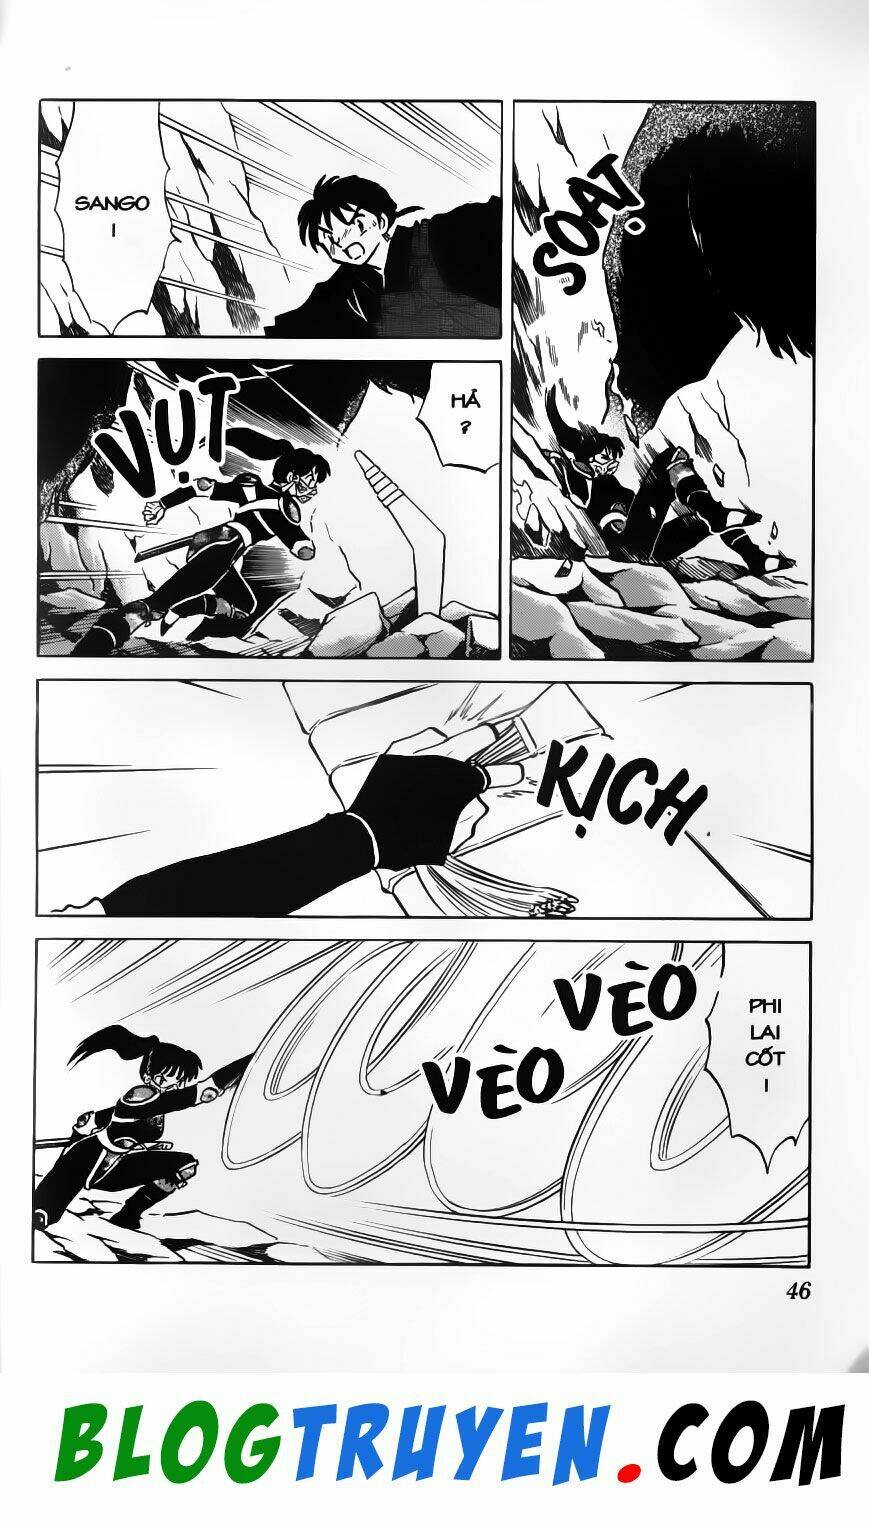 SOẠT
SANGO
!
HẢ
?
VỤT
KỊCH
PHI
LAI
CỐT
!
VÈO
VÈO
46
BLOGTRUYEN.COM